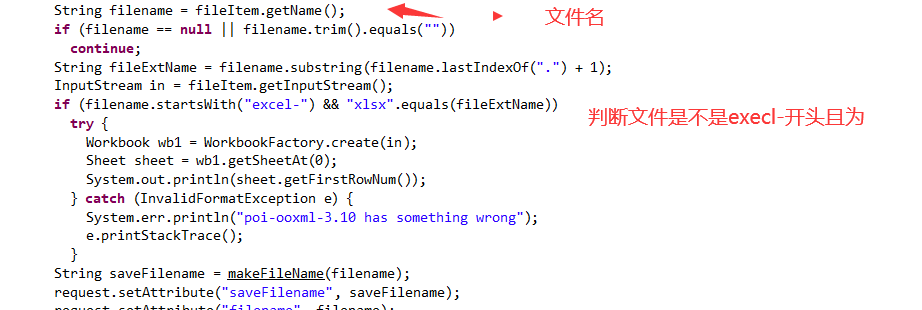 String filename = fileItem.getName();
文件名
if (filename == null || filename.trim().equals(""))
continue;
String fileExtName = filename.substring(filename.lastIndexOf(".") + 1);
InputStream in = fileItem.getInputStream();
if (filename.startsWith("excel-") && "xlsx".equals(fileExtName))
判断文件是不是execl-开头且为
try {
Workbook wb1 = WorkbookFactory.create(in);
Sheet sheet = wb1.getSheetAt(0);
System.out.println(sheet.getFirstRowNum());
} catch (InvalidFormatException e) {
System.err.println("poi-ooxml-3.10 has something wrong");
e.printStackTrace();
}
String saveFilename = makeFileName(filename);
request.setAttribute("saveFilename", saveFilename);
request.setAttribute("filename", filename);